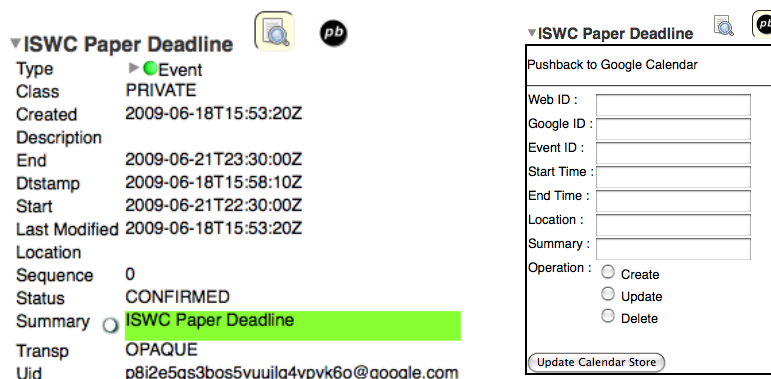 ISWC Paper Deadline pb
Type Event
Class PRIVATE
Created 2009-06-18T15:53:20Z
Description
End 2009-06-21T23:30:00Z
Dtstamp 2009-06-18T15:58:10Z
Start 2009-06-21T22:30:00Z
Last Modified 2009-06-18T15:53:20Z
Location
Sequence 0
Status CONFIRMED
Summary ISWC Paper Deadline
Transp OPAQUE
Uid
ISWC Paper Deadline pb
Pushback to Google Calendar
Web ID :
Google ID :
Event ID :
Start Time :
End Time :
Location :
Summary :
Operation : Create
Update
Delete
Update Calendar Store